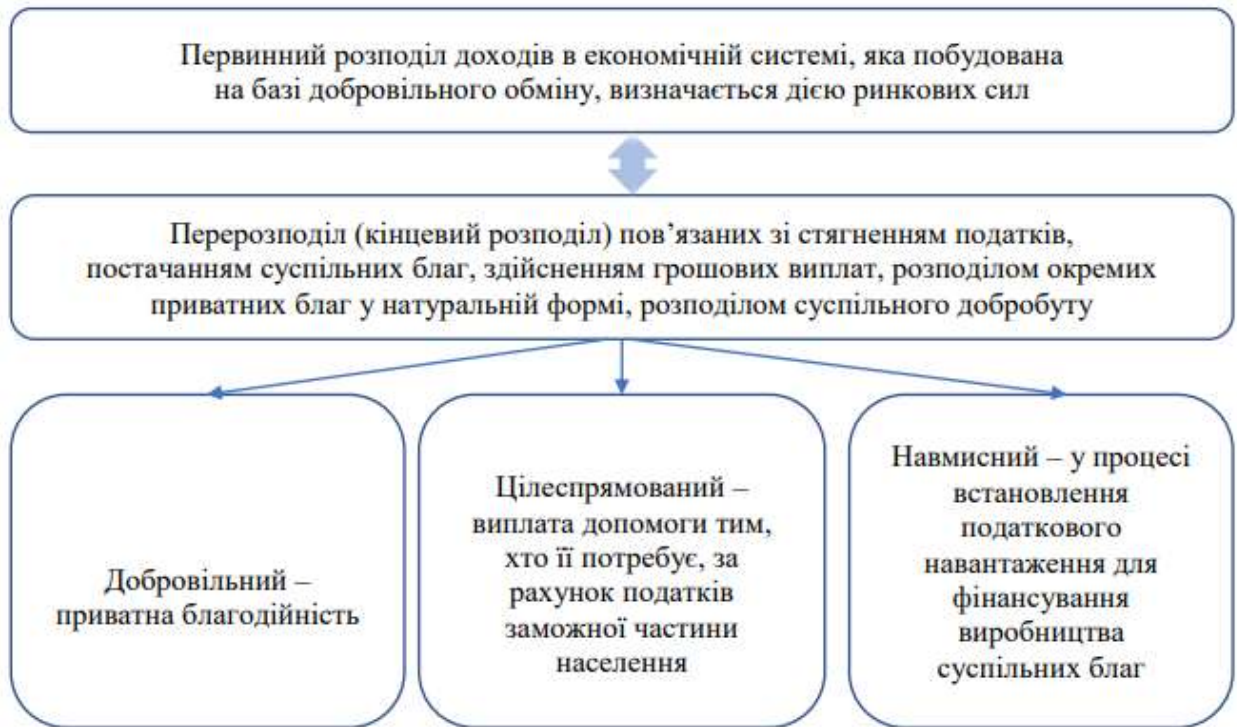 Первинний розподіл доходів в економічній системі, яка побудована
на базі добровільного обміну, визначається дією ринкових сил
Перерозподіл (кінцевий розподіл) пов’язаних зі стягненням податків,
постачанням суспільних благ, здійсненням грошових виплат, розподілом окремих
приватних благ у натуральній формі, розподілом суспільного добробуту
Добровільний –
приватна благодійність
Цілеспрямований –
виплата допомоги тим,
хто її потребує, за
рахунок податків
заможної частини
населення
Навмисний – у процесі
встановлення
податкового
навантаження для
фінансування
виробництва
суспільних благ